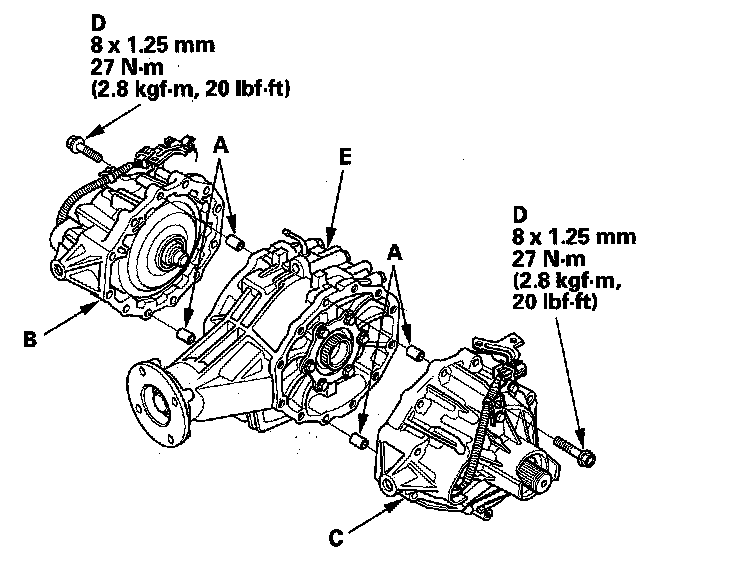 D
8 x 1.25 mm
27 N·m
(2.8 kgf·m, 20 lbf·ft)
A
E
D
8 x 1.25 mm
27 N·m
(2.8 kgf·m,
20 lbf·ft)
A
B
C